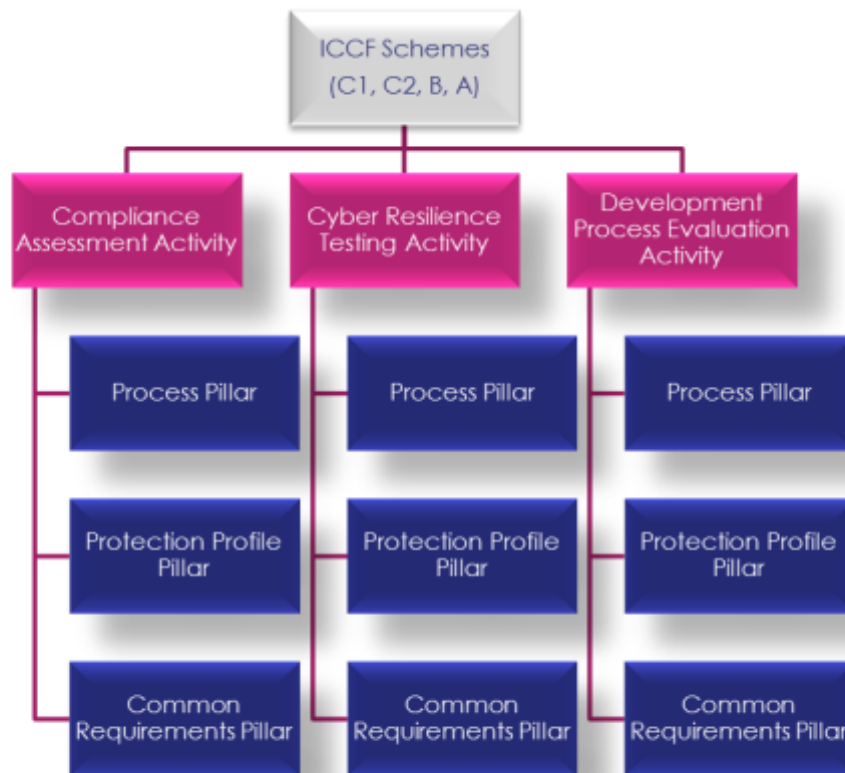 ICCF Schemes
(C1, C2, B, A)
Compliance
Assessment Activity
Cyber Resilience
Testing Activity
Development
Process Evaluation
Activity
Process Pillar
Process Pillar
Process Pillar
Protection Profile
Pillar
Protection Profile
Pillar
Protection Profile
Pillar
Common
Requirements Pillar
Common
Requirements Pillar
Common
Requirements Pillar